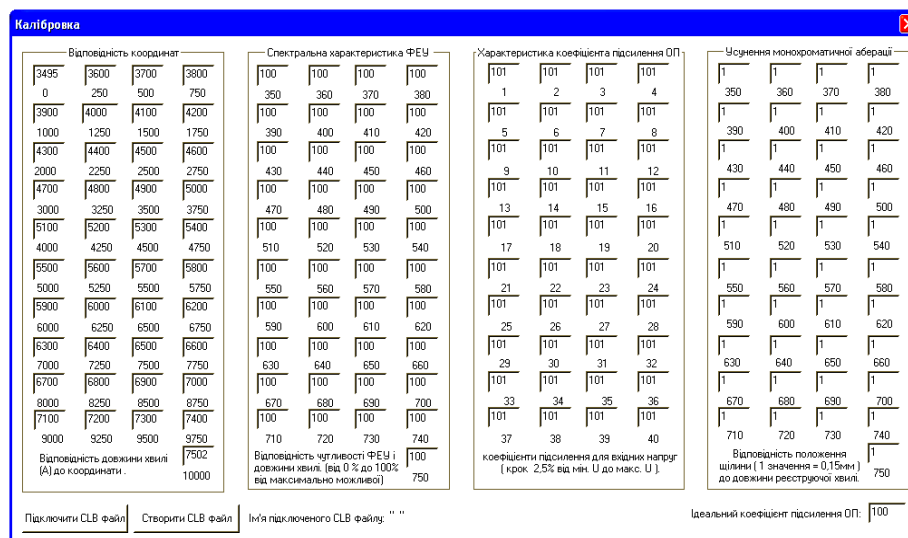 Калібровка
Відповідність координат Спектральна характеристика ФЕУ Характеристика коефіцієнта підсилення ОП Усунення монохроматичної аберації
3495 3600 3700 3800 100 100 100 100 101 101 101 101 1 1 1 1
0 250 500 750 350 360 370 380 1 2 3 4 350 360 370 380
3900 4000 4100 4200 100 100 100 100 101 101 101 101 1 1 1 1
1000 1250 1500 1750 390 400 410 420 5 6 7 8 390 400 410 420
4300 4400 4500 4600 100 100 100 100 101 101 101 101 1 1 1 1
2000 2250 2500 2750 430 440 450 460 9 10 11 12 430 440 450 460
4700 4800 4900 5000 100 100 100 100 101 101 101 101 1 1 1 1
3000 3250 3500 3750 470 480 490 500 13 14 15 16 470 480 490 500
5100 5200 5300 5400 100 100 100 100 101 101 101 101 1 1 1 1
4000 4250 4500 4750 510 520 530 540 17 18 19 20 510 520 530 540
5500 5600 5700 5800 100 100 100 100 101 101 101 101 1 1 1 1
5000 5250 5500 5750 550 560 570 580 21 22 23 24 550 560 570 580
5900 6000 6100 6200 100 100 100 100 101 101 101 101 1 1 1 1
6000 6250 6500 6750 590 600 610 620 25 26 27 28 590 600 610 620
6300 6400 6500 6600 100 100 100 100 101 101 101 101 1 1 1 1
7000 7250 7500 7750 630 640 650 660 29 30 31 32 630 640 650 660
6700 6800 6900 7000 100 100 100 100 101 101 101 101 1 1 1 1
8000 8250 8500 8750 670 680 690 700 33 34 35 36 670 680 690 700
7100 7200 7300 7400 100 100 100 100 101 101 101 101 1 1 1 1
9000 9250 9500 9750 710 720 730 740 37 38 39 40 710 720 730 740
Відповідність довжини хвилі
(А) до координати .
7502
10000
Відповідність чутливості ФЕУ і
довжини хвилі. (від 0 % до 100%
від максимально можливої)
100
750
коефіцієнти підсилення для вхідних напруг
( крок 2,5% від мін. U до макс. U ).
Відповідність положення
щілини ( 1 значення = 0,15мм )
до довжини реєструючої хвилі.
1
750
Підключити CLB файл Створити CLB файл Ім'я підключеного CLB файлу: " " Ідеальний коефіцієнт підсилення ОП: 100